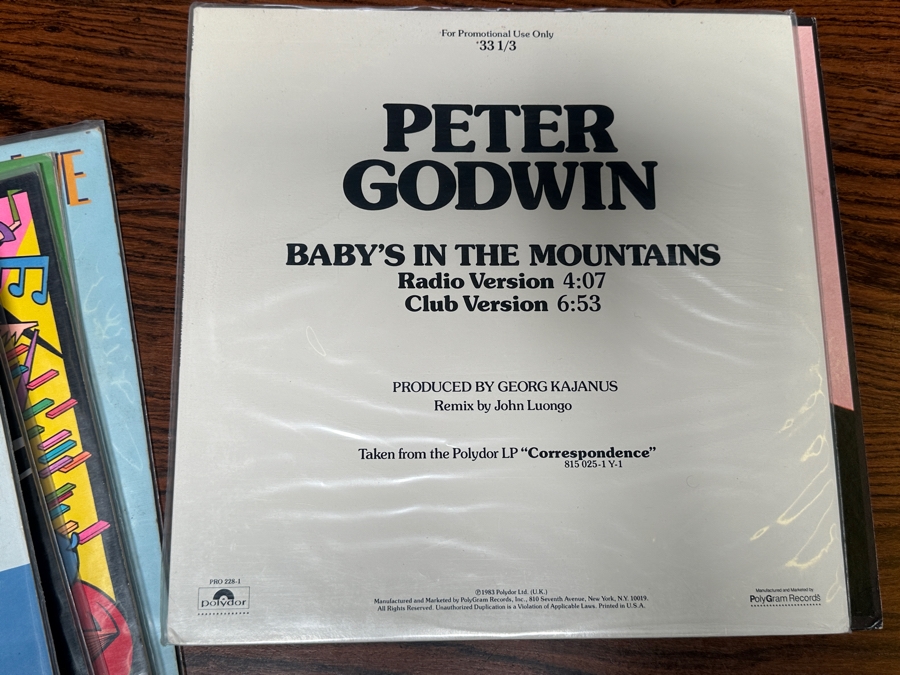 For Promotional Use Only
33 1/3
PETER
GODWIN
BABY'S IN THE MOUNTAINS
Radio Version 4:07
Club Version 6:53
PRODUCED BY GEORG KAJANUS
Remix by John Luongo
Taken from the Polydor LP "Correspondence"
815 025-1 Y-1
PRO 228-1
polydor
℗1983 Polydor Ltd. (U.K.)
Manufactured and Marketed by PolyGram Records, Inc., 810 Seventh Avenue, New York, N.Y. 10019.
All Rights Reserved. Unauthorized Duplication is a Violation of Applicable Laws. Printed in U.S.A.
Manufactured and Marketed by
PolyGram Records